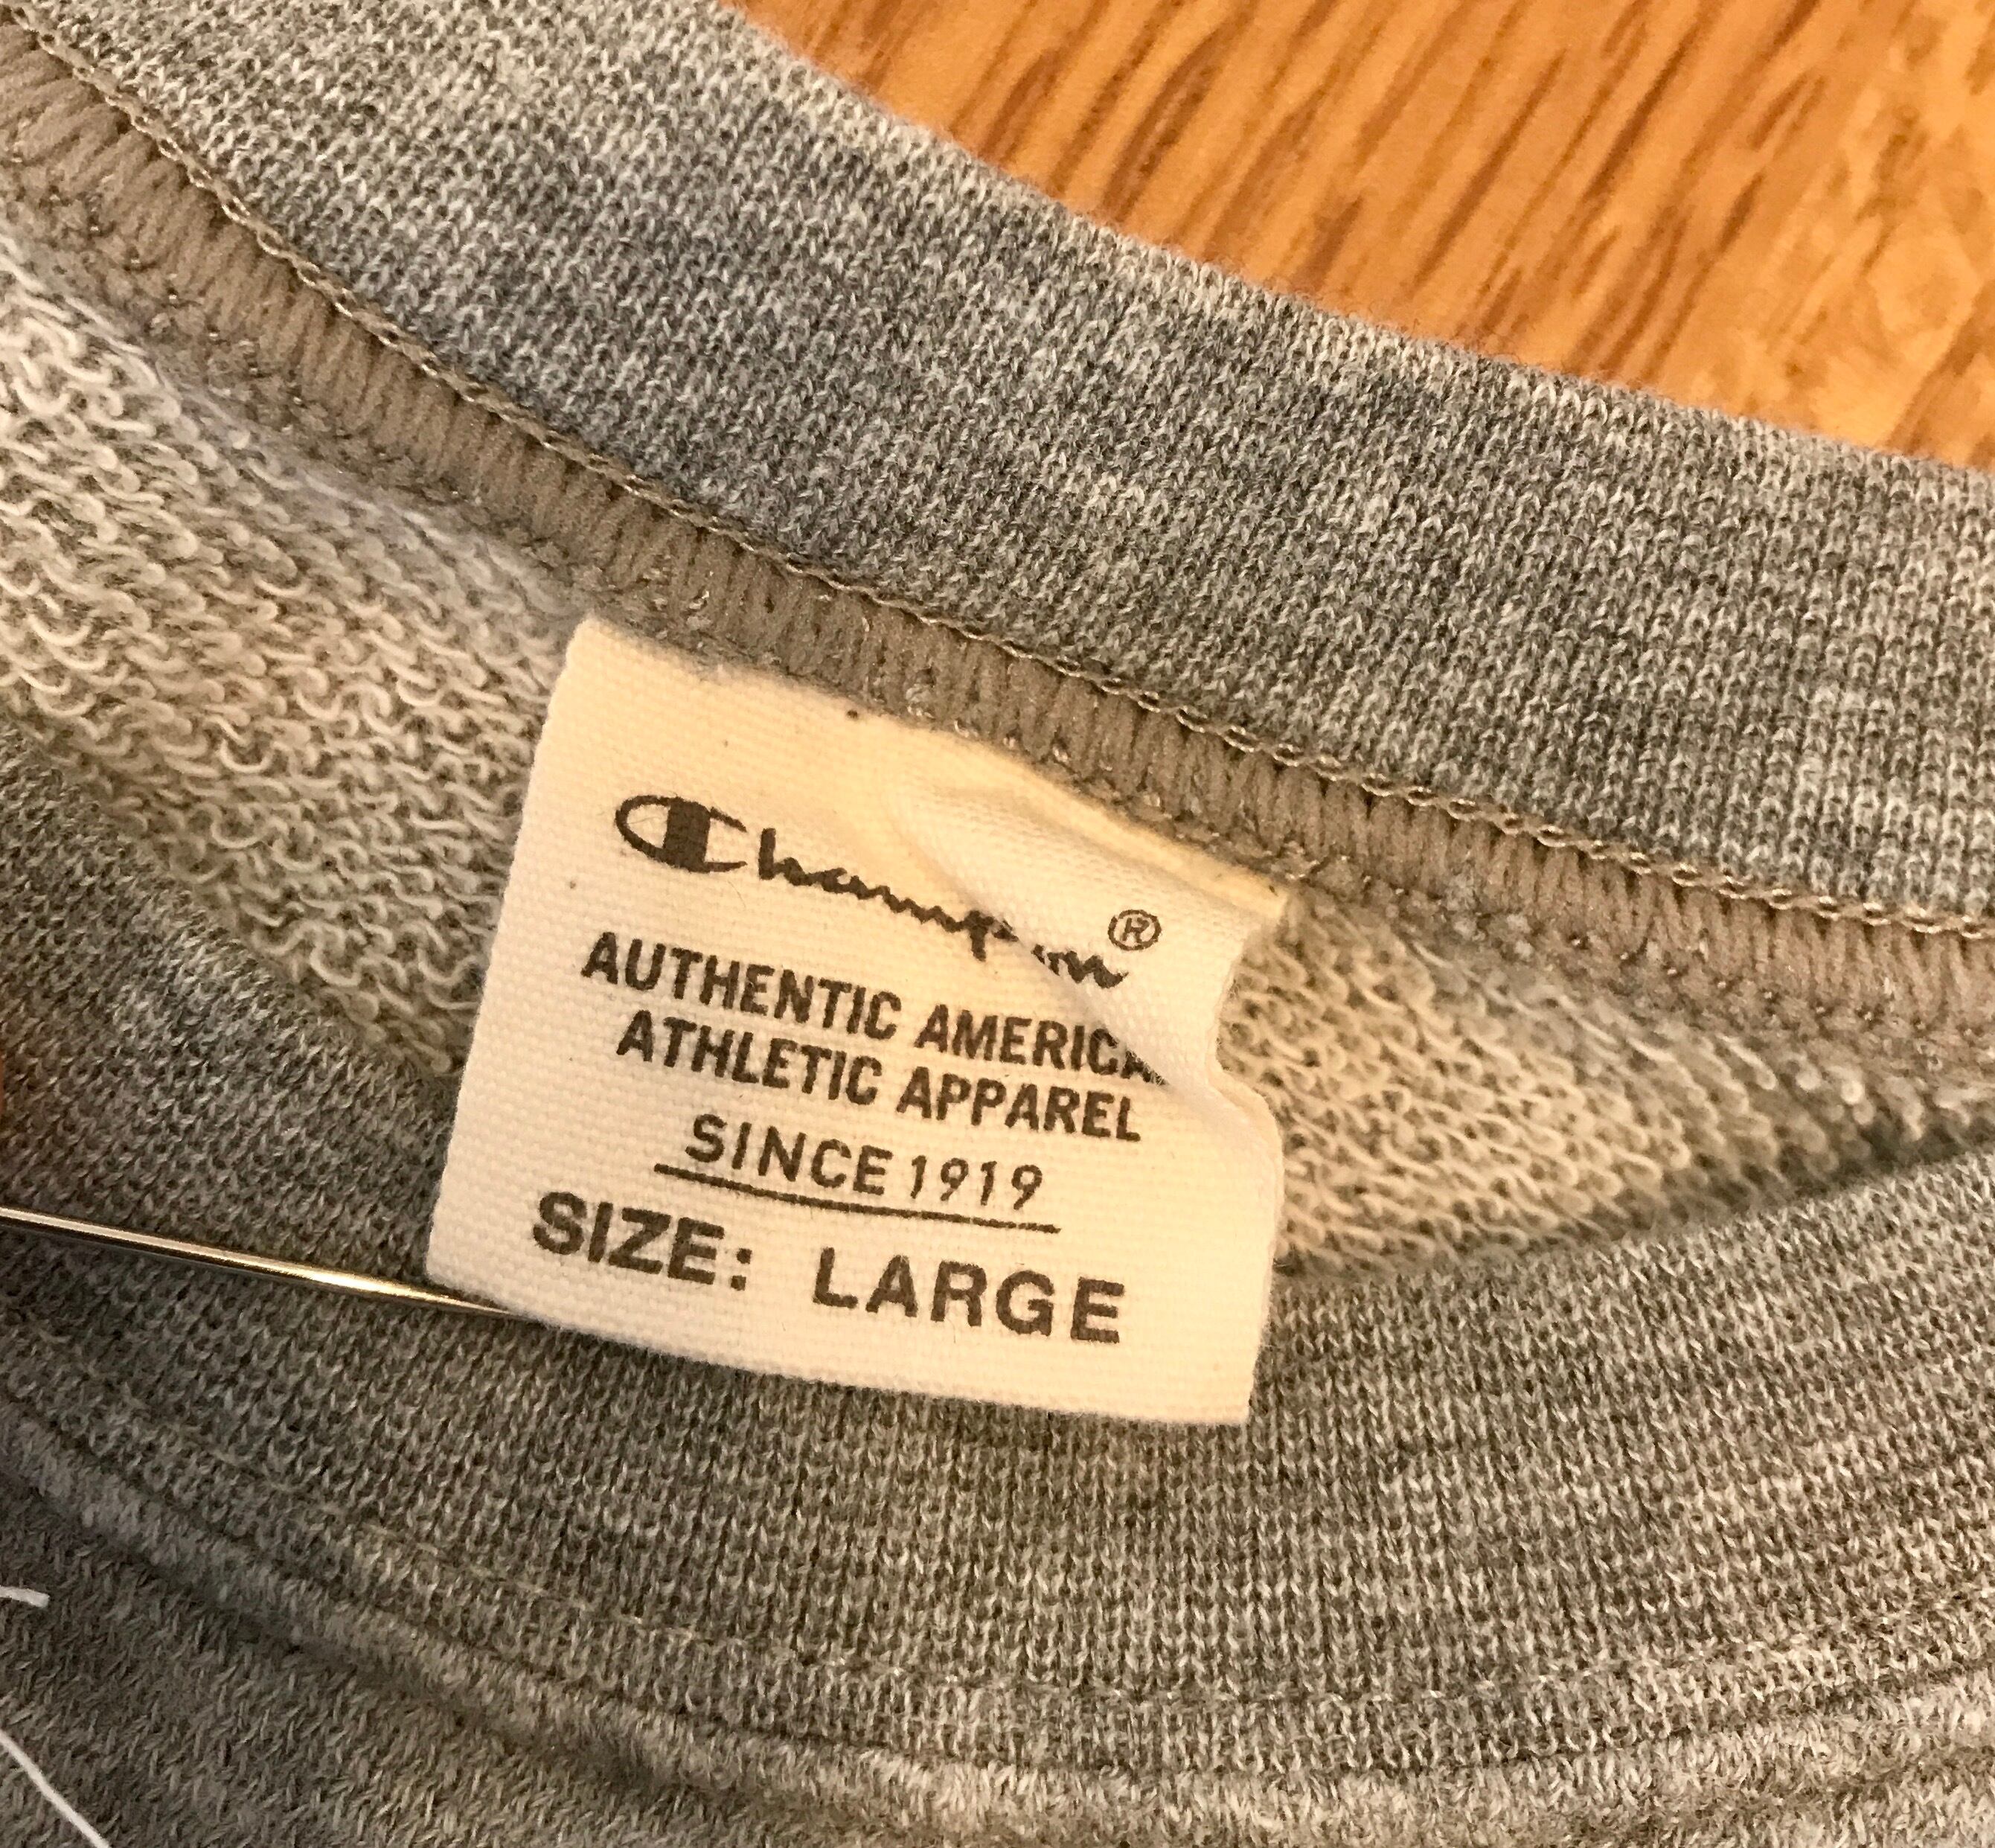 Champion®
AUTHENTIC AMERICA
ATHLETIC APPAREL
SINCE 1919
SIZE: LARGE